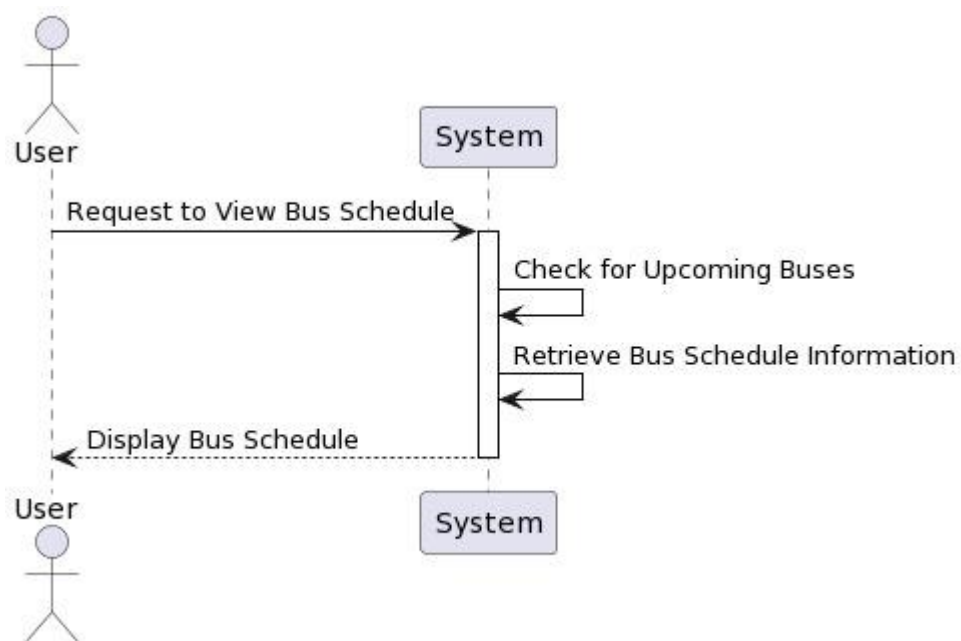 User
System
Request to View Bus Schedule
Check for Upcoming Buses
Retrieve Bus Schedule Information
Display Bus Schedule
User
System